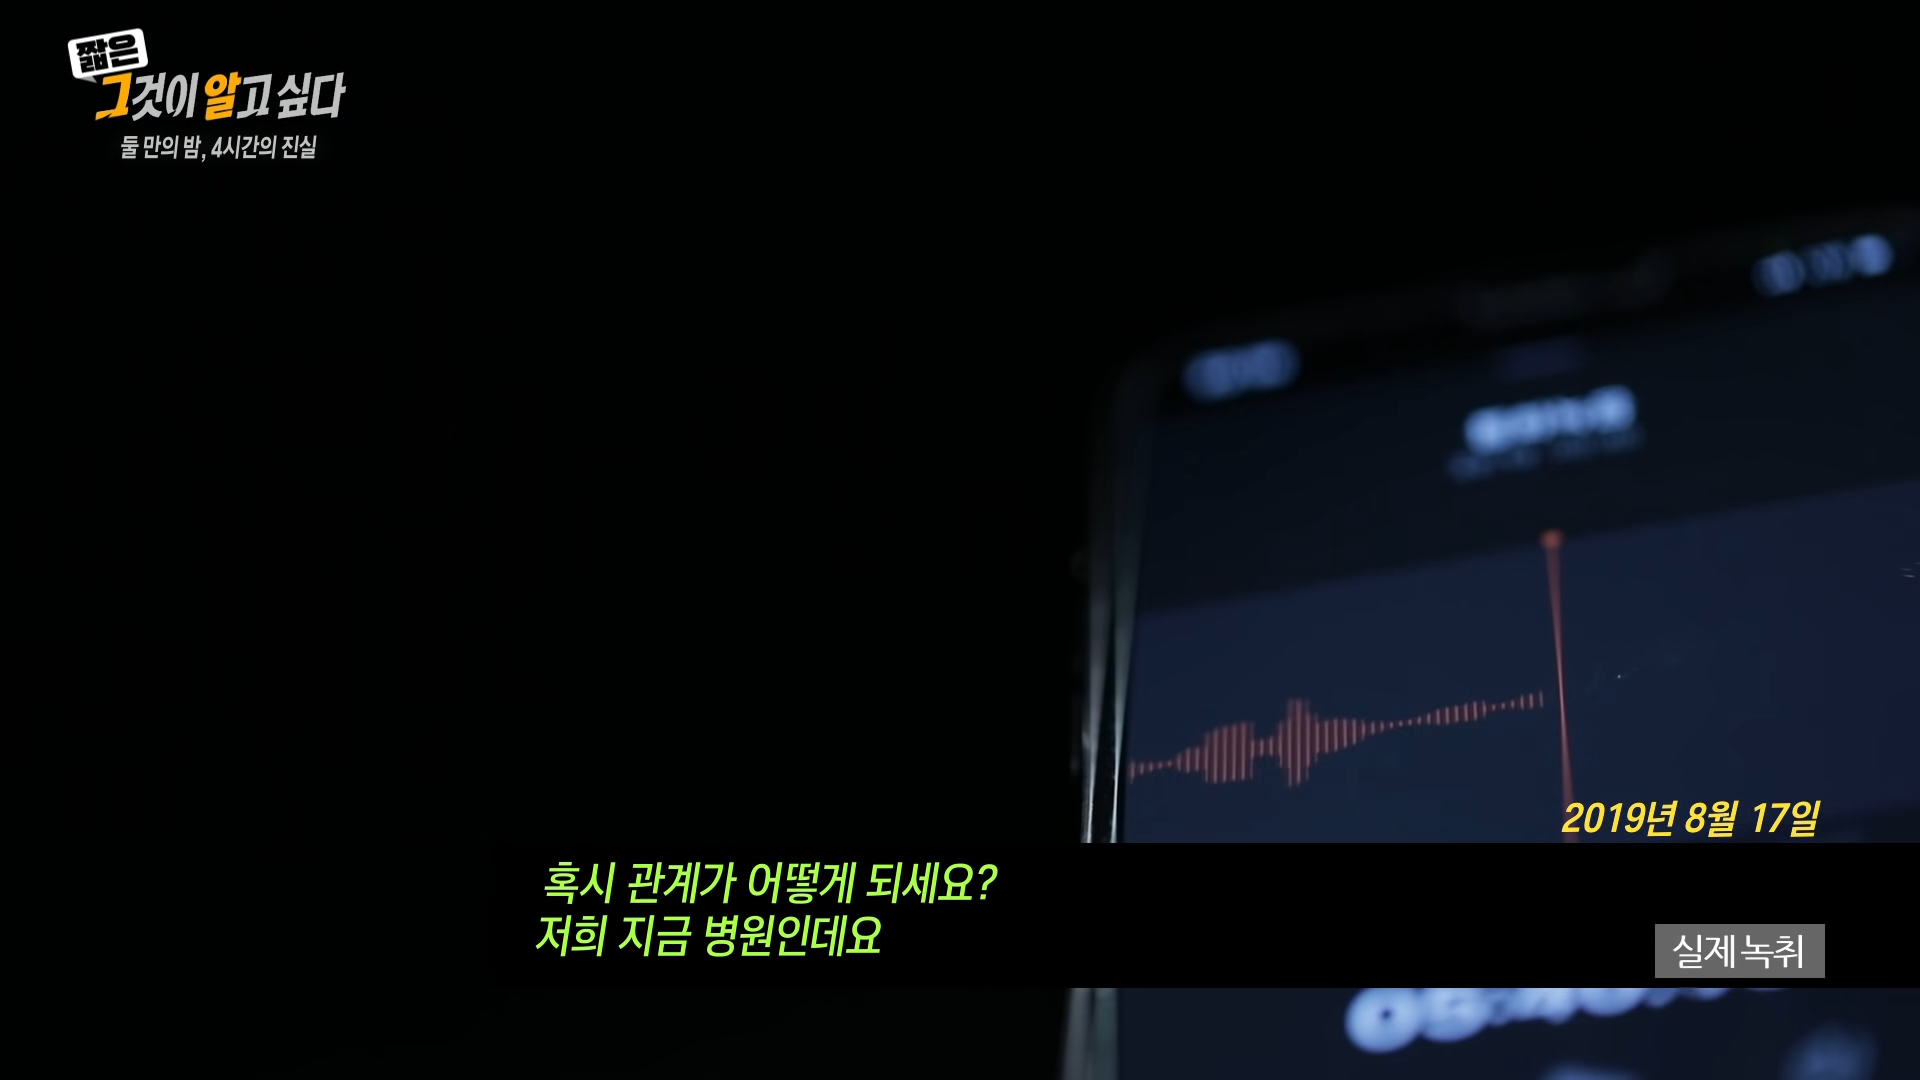 짧은
그것이 알고 싶다
둘 만의 밤, 4시간의 진실
2019년 8월 17일
혹시 관계가 어떻게 되세요?
저희 지금 병원인데요
실제 녹취